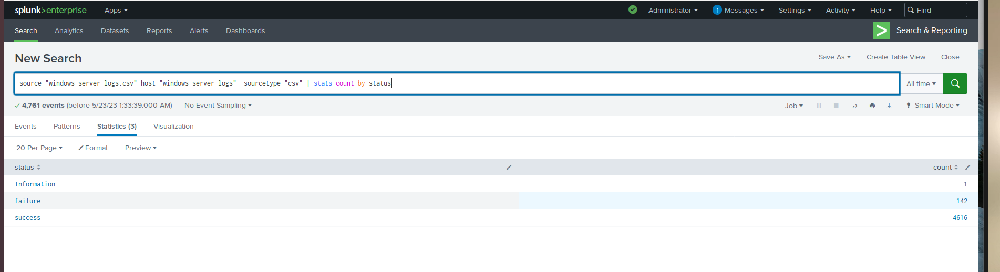 splunk>enterprise Apps Administrator 1 Messages Settings Activity Help Find
Search Analytics Datasets Reports Alerts Dashboards > Search & Reporting
New Search Save As Create Table View Close
source="windows_server_logs.csv" host="windows_server_logs"  sourcetype="csv" | stats count by status All time
4,761 events (before 5/23/23 1:33:39.000 AM) No Event Sampling Job Smart Mode
Events Patterns Statistics (3) Visualization
20 Per Page Format Preview
status count
Information 1
failure 142
success 4616